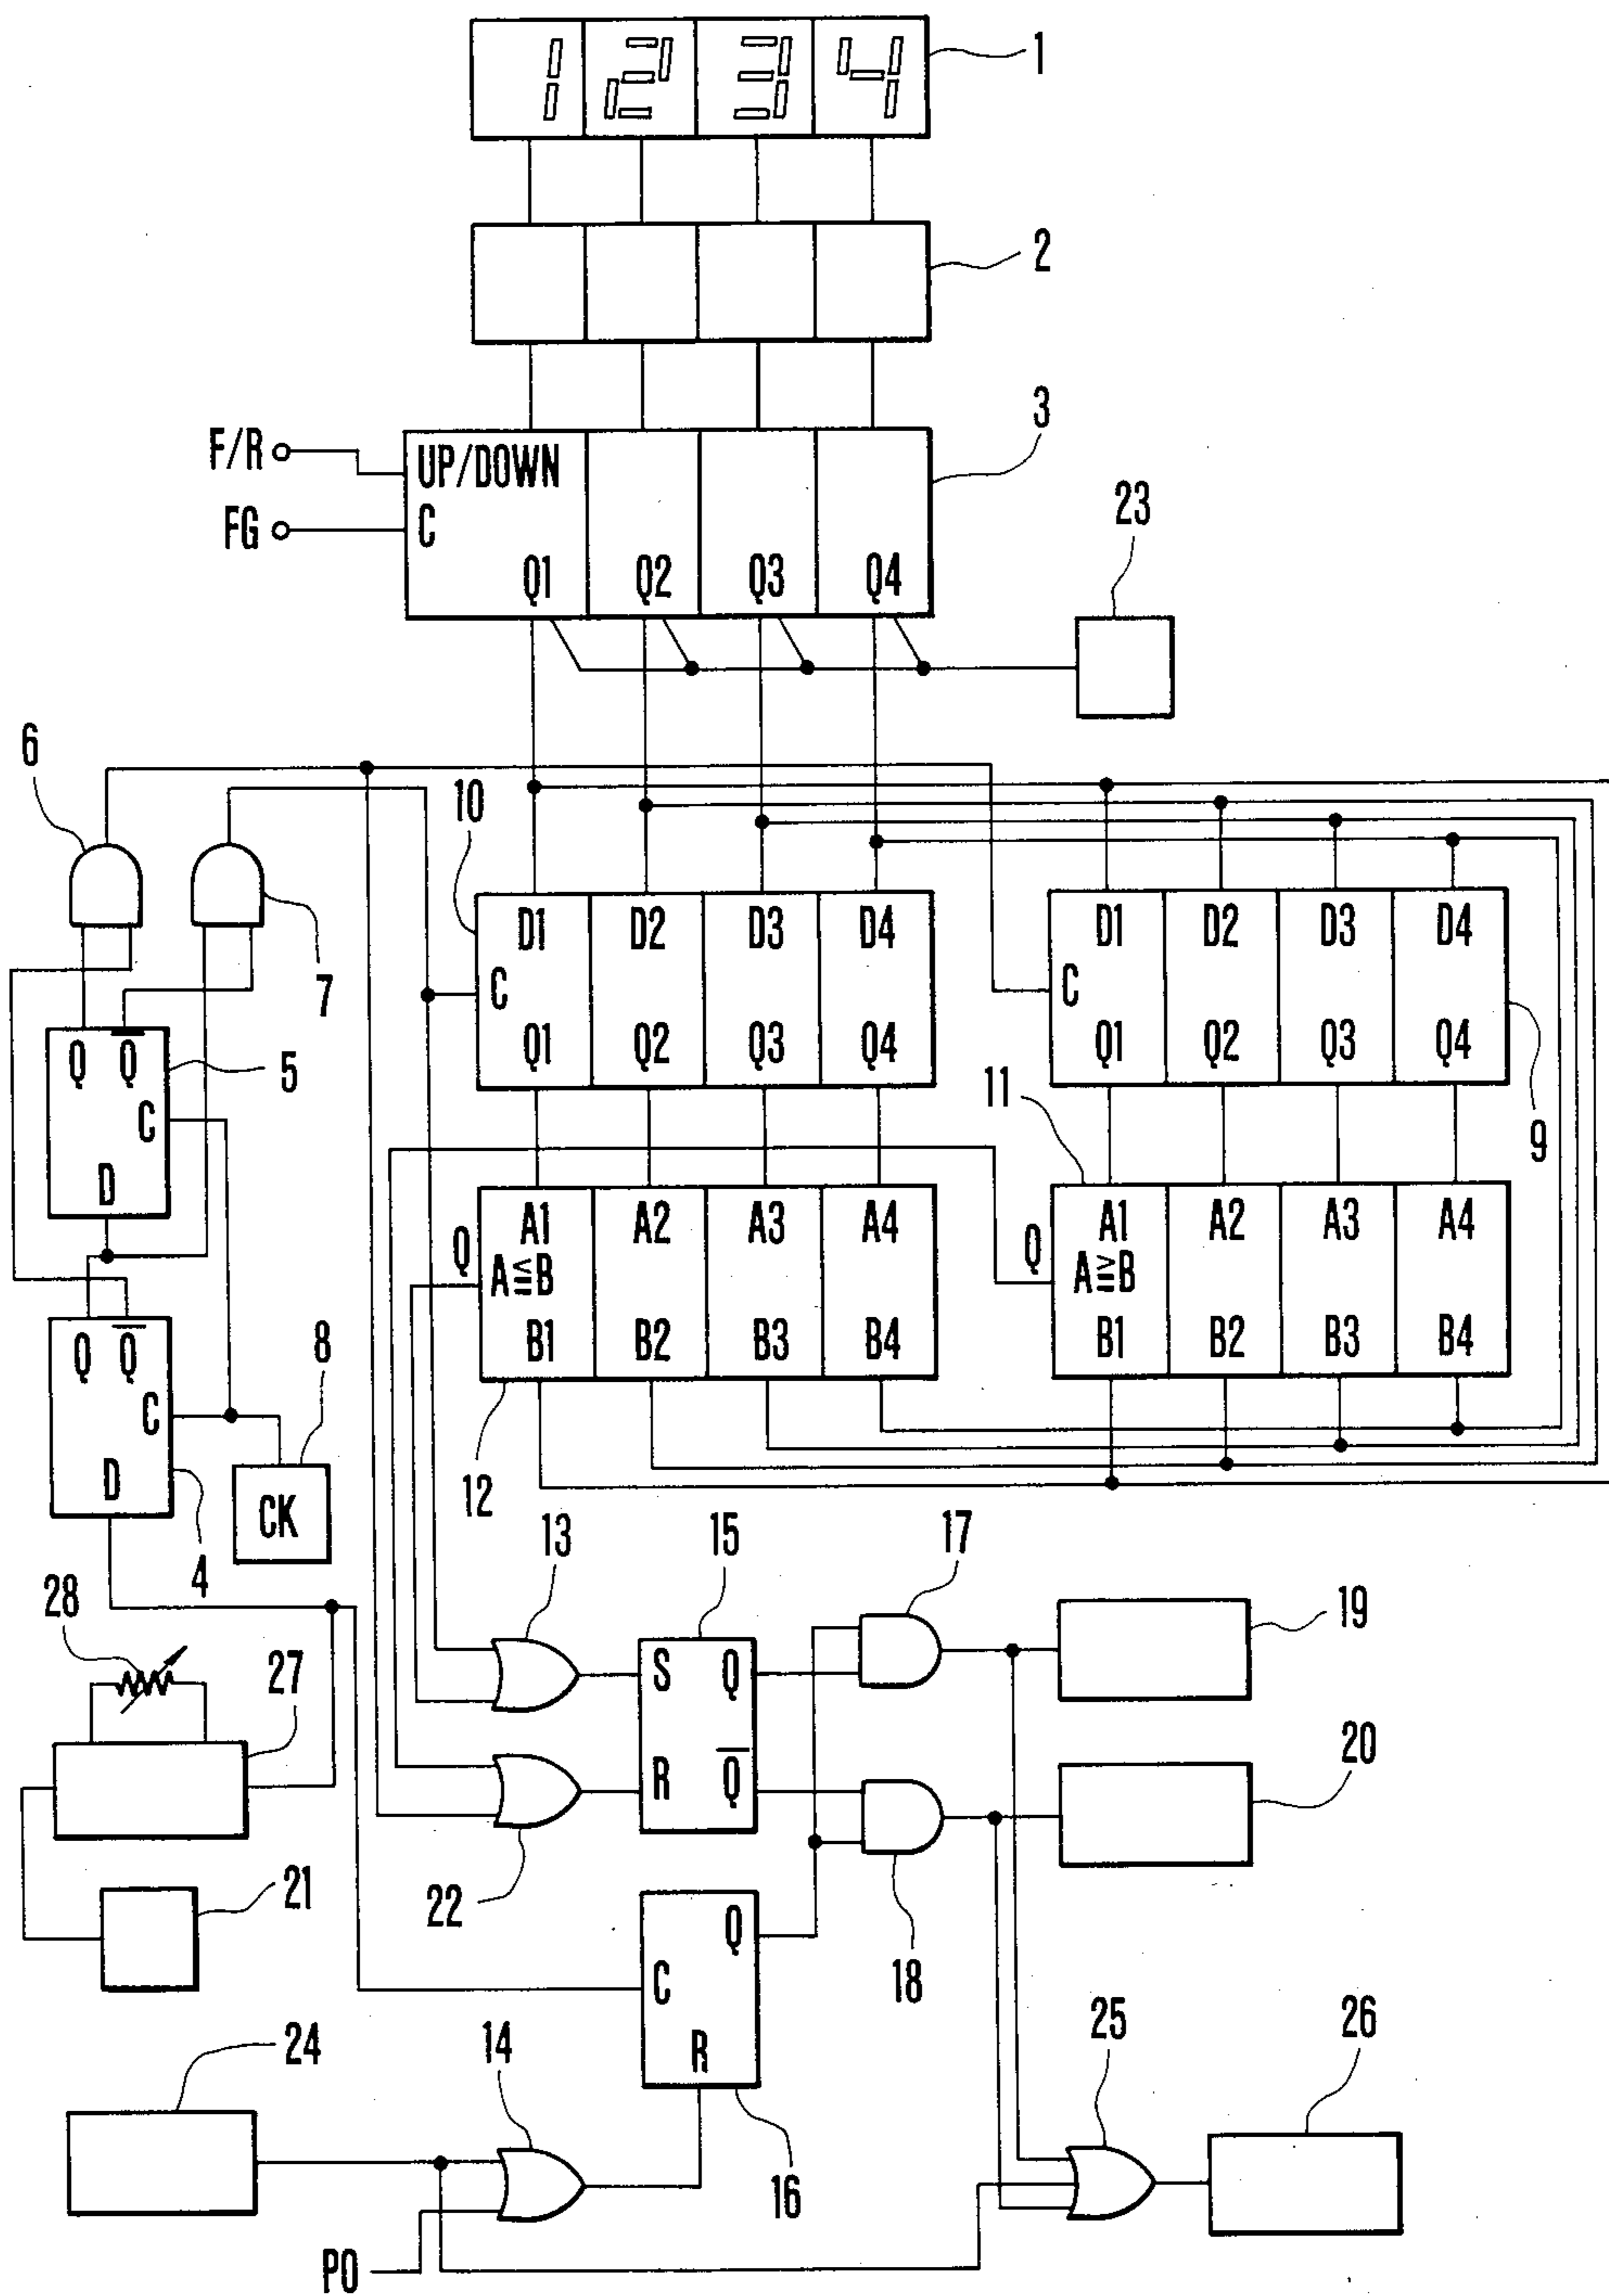 1 2 3 4
1
2
3
F/R
UP/DOWN
FG
C
Q1 Q2 Q3 Q4
23
6
10
7
D1 D2 D3 D4
C
Q1 Q2 Q3 Q4
D1 D2 D3 D4
C
Q1 Q2 Q3 Q4
9
Q Q̅
5
C
D
11
Q
A1 A2 A3 A4
A≦B
B1 B2 B3 B4
12
Q
A1 A2 A3 A4
A≧B
B1 B2 B3 B4
Q Q̅
C
D
4
8
CK
28
27
21
13
15
17
19
S Q
R Q̅
20
22
18
Q
C
R
16
24
14
25
26
PO